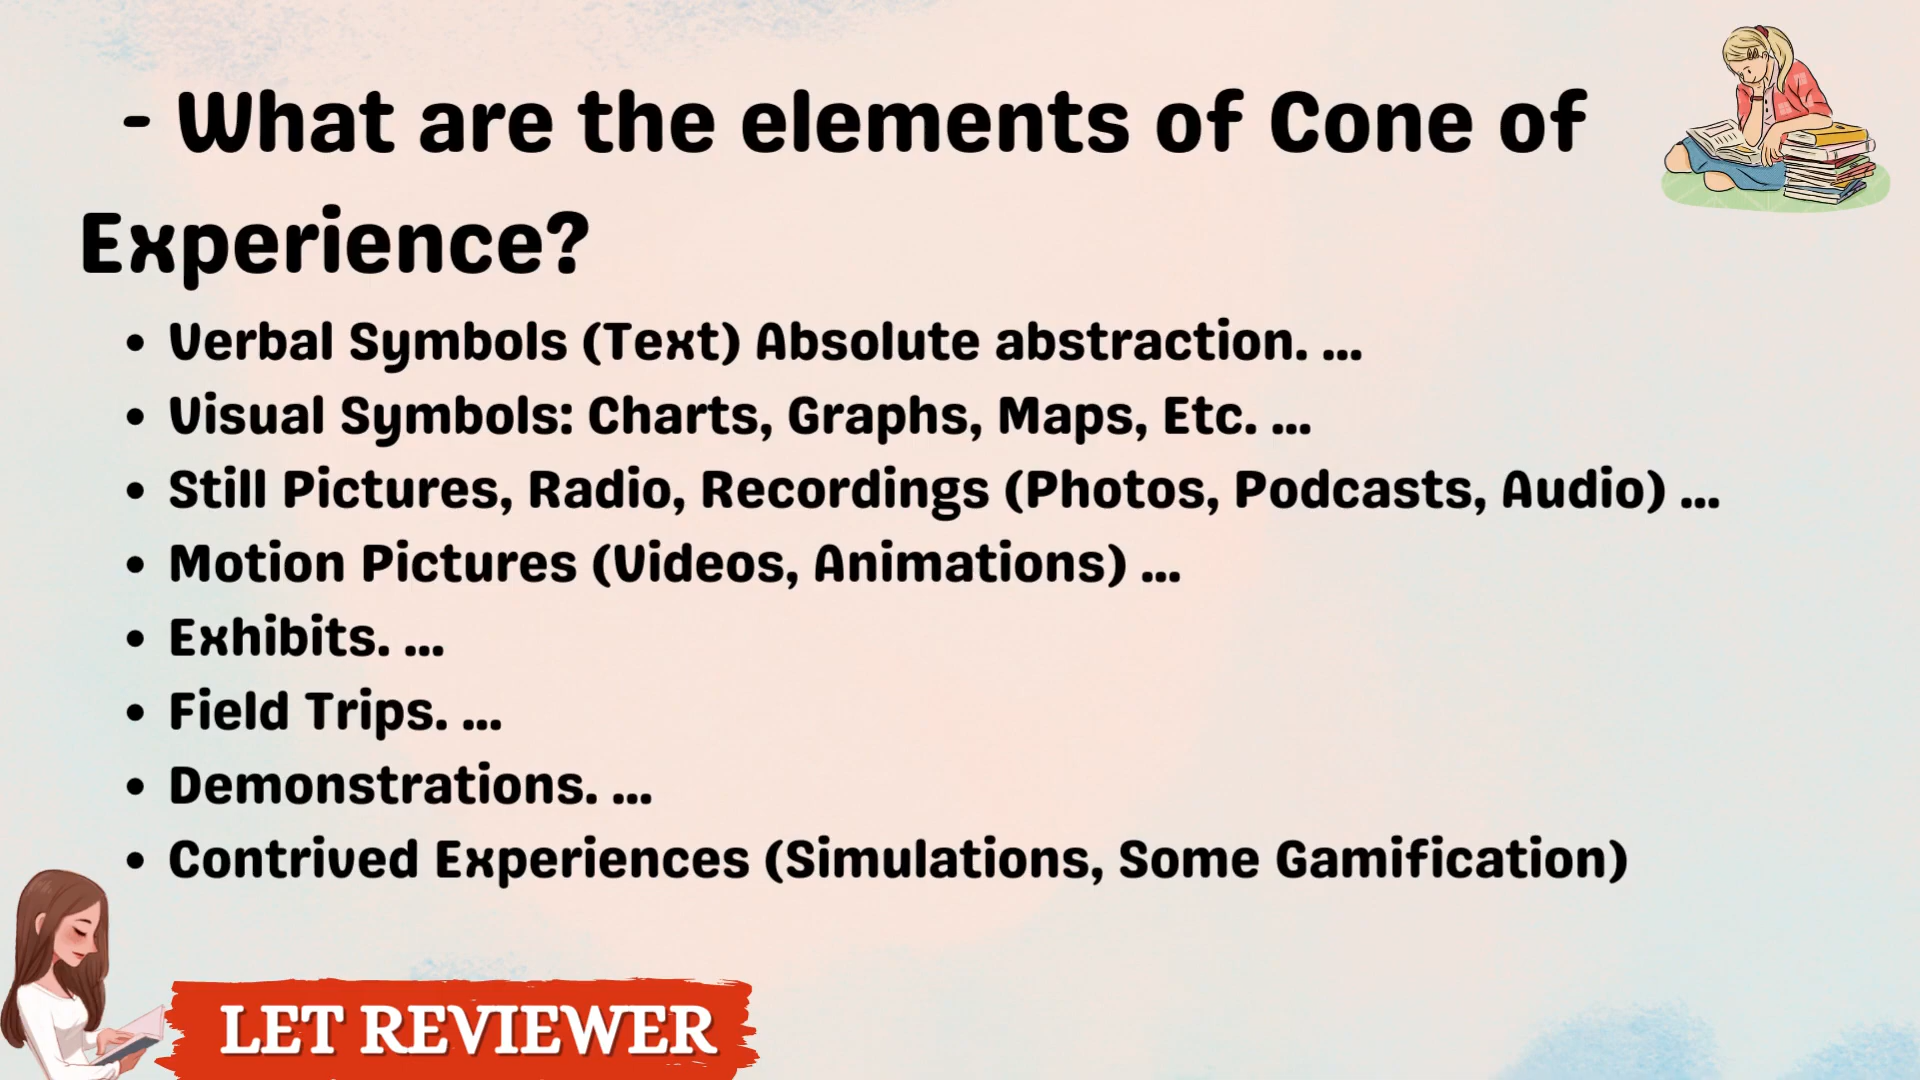 - What are the elements of Cone of
Experience?
• Verbal Symbols (Text) Absolute abstraction. ...
• Visual Symbols: Charts, Graphs, Maps, Etc. ...
• Still Pictures, Radio, Recordings (Photos, Podcasts, Audio) ...
• Motion Pictures (Videos, Animations) ...
• Exhibits. ...
• Field Trips. ...
• Demonstrations. ...
• Contrived Experiences (Simulations, Some Gamification)
LET REVIEWER